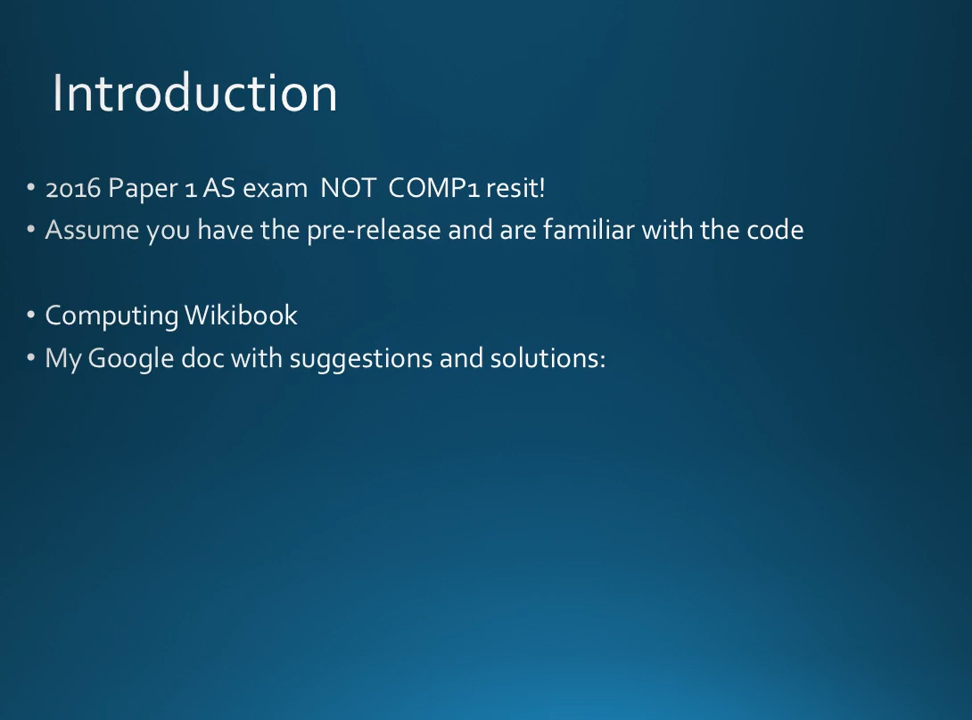 Introduction
• 2016 Paper 1 AS exam  NOT  COMP1 resit!
• Assume you have the pre-release and are familiar with the code
• Computing Wikibook
• My Google doc with suggestions and solutions: